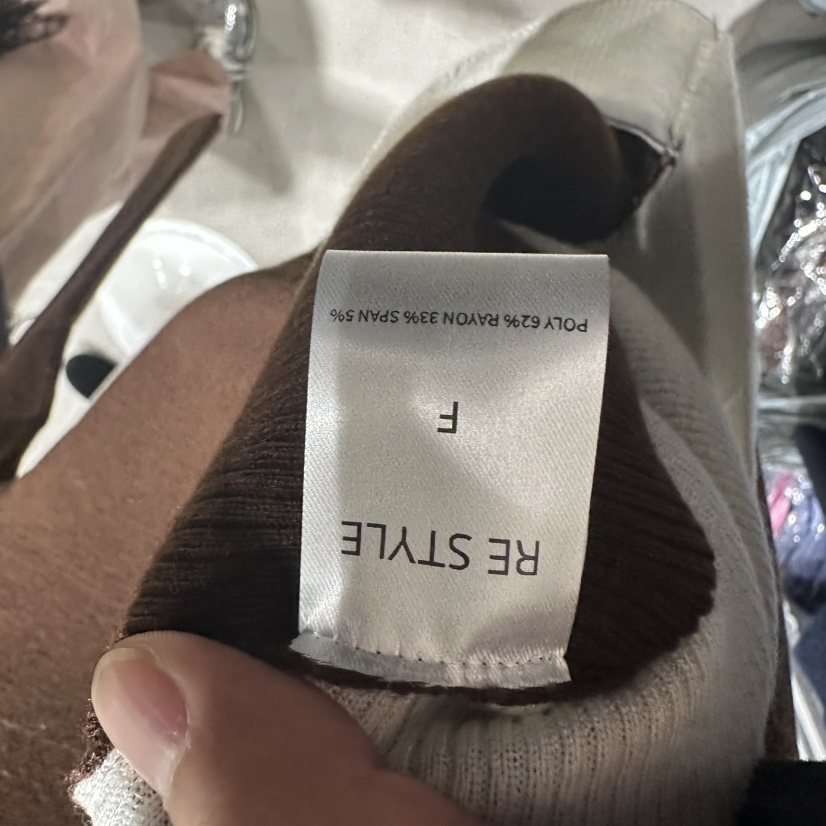 RE STYLE
F
POLY 62% RAYON 33% SPAN 5%